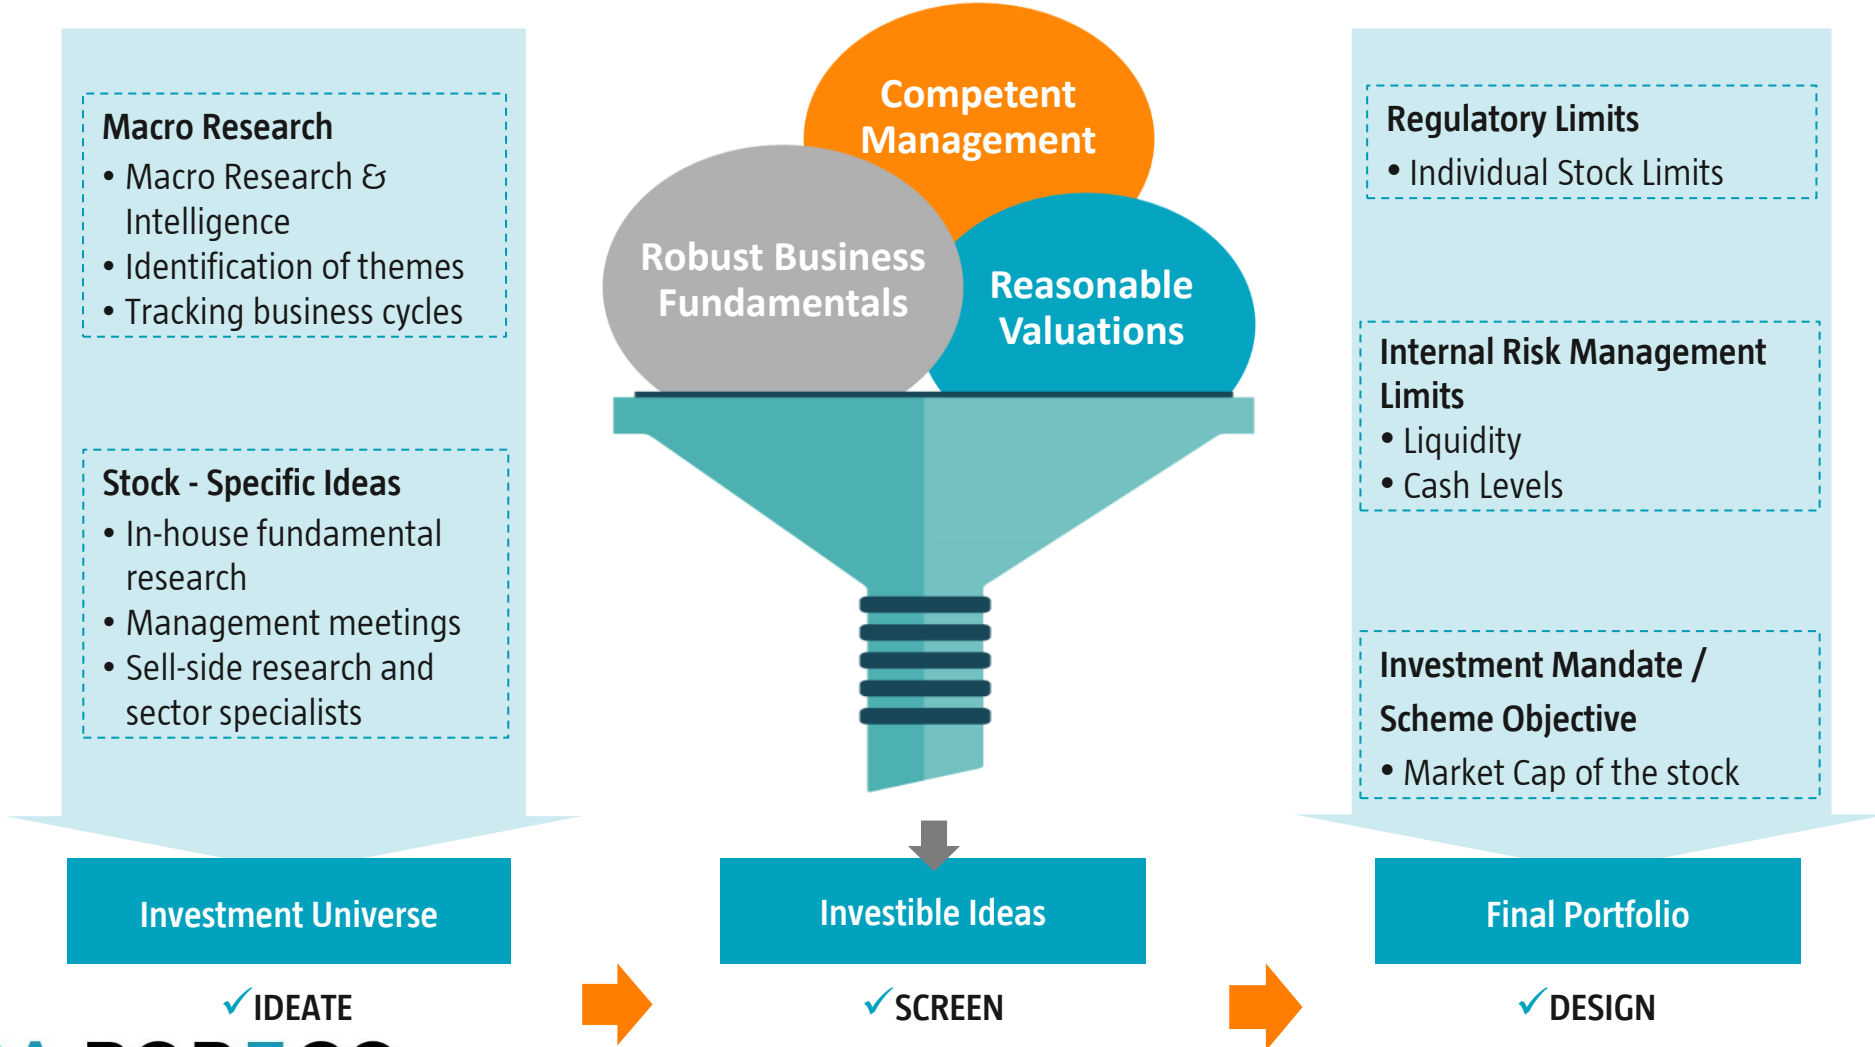 Macro Research
• Macro Research &
Intelligence
• Identification of themes
• Tracking business cycles
Stock - Specific Ideas
• In-house fundamental
research
• Management meetings
• Sell-side research and
sector specialists
Investment Universe
✓IDEATE
Competent
Management
Robust Business
Fundamentals
Reasonable
Valuations
Investible Ideas
✓SCREEN
Regulatory Limits
• Individual Stock Limits
Internal Risk Management
Limits
• Liquidity
• Cash Levels
Investment Mandate /
Scheme Objective
• Market Cap of the stock
Final Portfolio
✓DESIGN